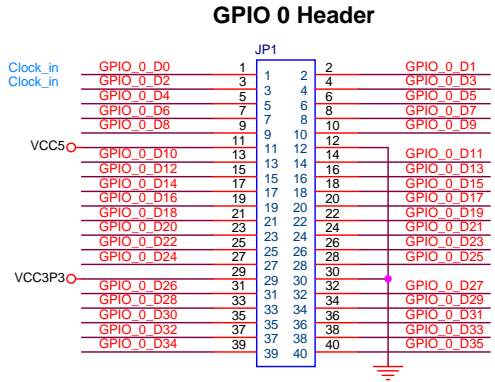 GPIO 0 Header
JP1
Clock_in GPIO_0_D0 1 1 2 2 GPIO_0_D1
Clock_in GPIO_0_D2 3 3 4 4 GPIO_0_D3
GPIO_0_D4 5 5 6 6 GPIO_0_D5
GPIO_0_D6 7 7 8 8 GPIO_0_D7
GPIO_0_D8 9 9 10 10 GPIO_0_D9
VCC5 11 11 12 12
GPIO_0_D10 13 13 14 14 GPIO_0_D11
GPIO_0_D12 15 15 16 16 GPIO_0_D13
GPIO_0_D14 17 17 18 18 GPIO_0_D15
GPIO_0_D16 19 19 20 20 GPIO_0_D17
GPIO_0_D18 21 21 22 22 GPIO_0_D19
GPIO_0_D20 23 23 24 24 GPIO_0_D21
GPIO_0_D22 25 25 26 26 GPIO_0_D23
GPIO_0_D24 27 27 28 28 GPIO_0_D25
VCC3P3 29 29 30 30
GPIO_0_D26 31 31 32 32 GPIO_0_D27
GPIO_0_D28 33 33 34 34 GPIO_0_D29
GPIO_0_D30 35 35 36 36 GPIO_0_D31
GPIO_0_D32 37 37 38 38 GPIO_0_D33
GPIO_0_D34 39 39 40 40 GPIO_0_D35